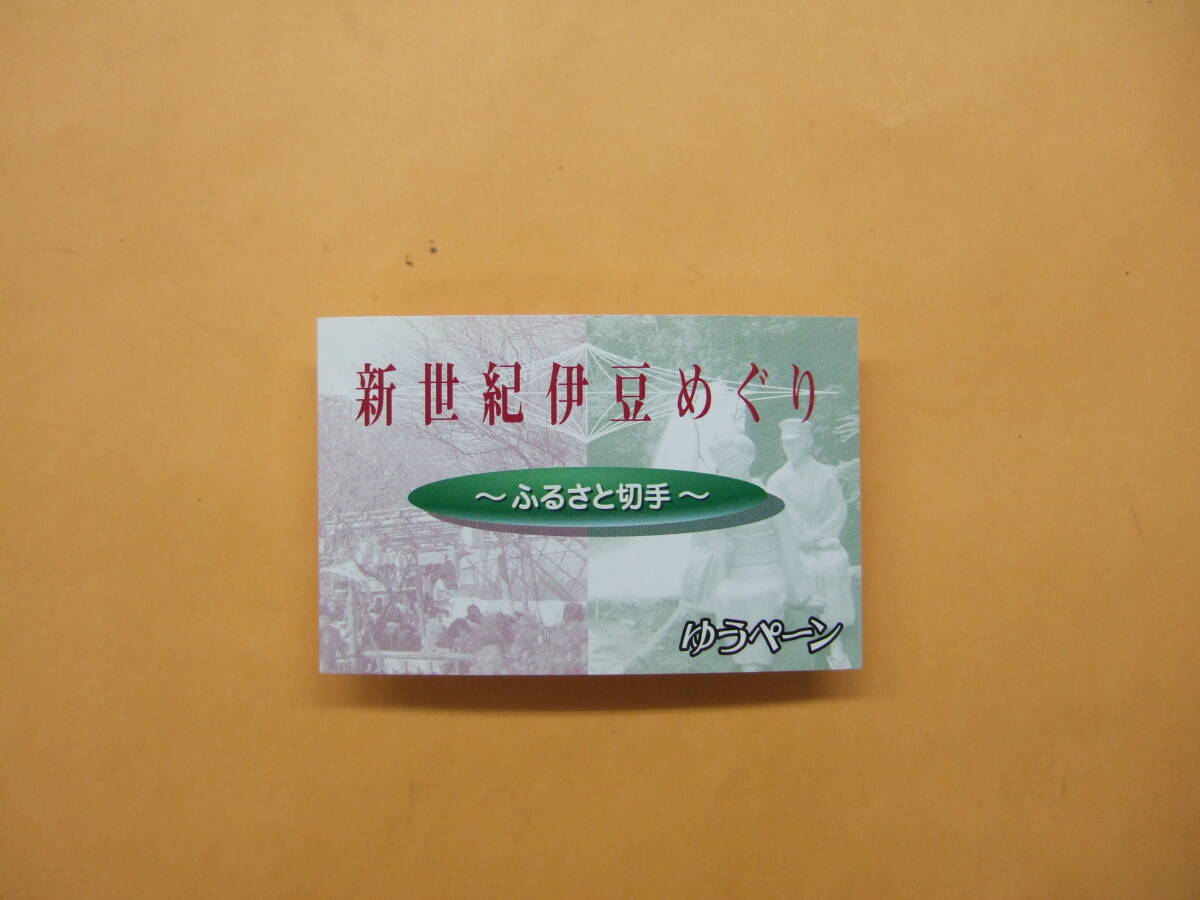 新世紀伊豆めぐり
～ふるさと切手～
ゆうペーン